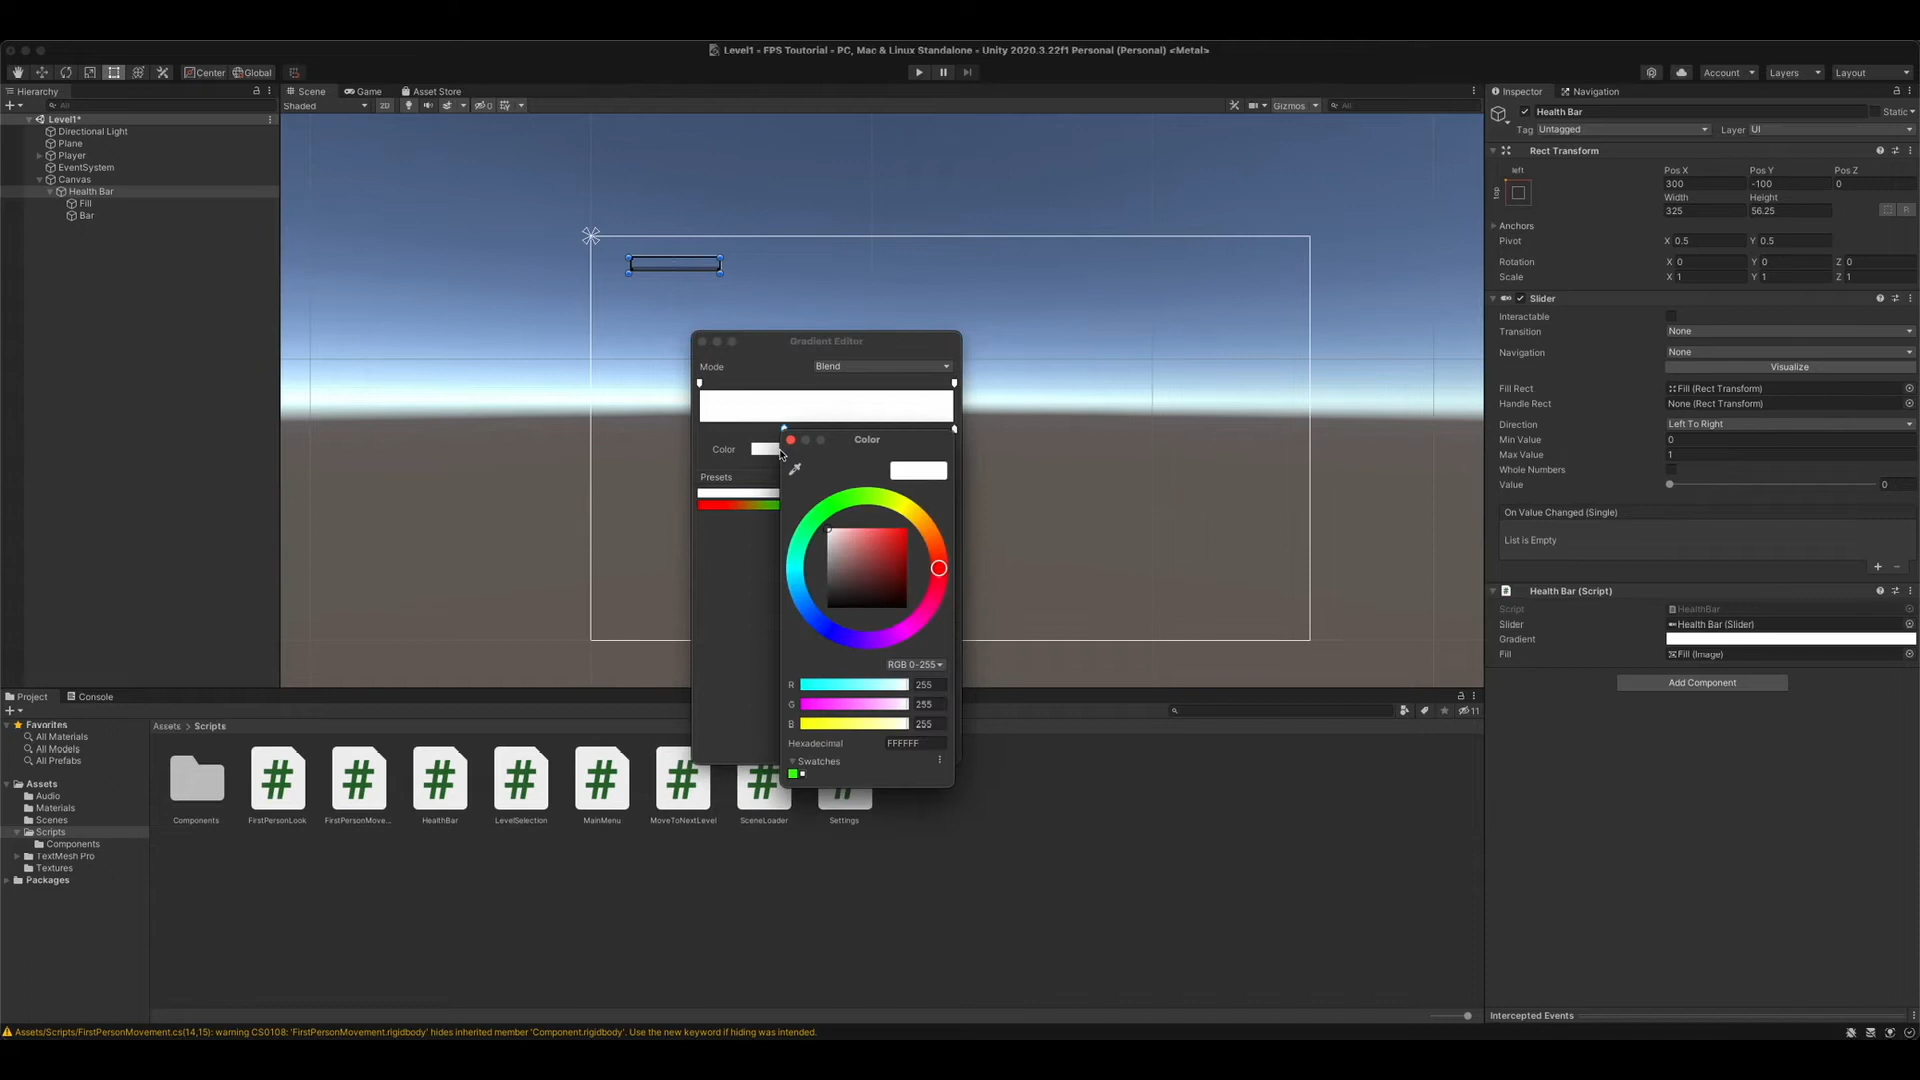 Level1 - FPS Toutorial - PC, Mac & Linux Standalone - Unity 2020.3.22f1 Personal (Personal) <Metal>
Center Global Account Layers Layout
Hierarchy
All
Level1*
Directional Light
Plane
Player
EventSystem
Canvas
Health Bar
Fill
Bar
Scene Game Asset Store
Shaded 2D 0 Gizmos All
Gradient Editor
Mode Blend
Color
Presets
Color
RGB 0-255
R 255
G 255
B 255
Hexadecimal FFFFFF
Swatches
Inspector Navigation
Health Bar Static
Tag Untagged Layer UI
Rect Transform
left
top
Pos X Pos Y Pos Z
300 -100 0
Width Height
325 56.25 R
Anchors
Pivot X 0.5 Y 0.5
Rotation X 0 Y 0 Z 0
Scale X 1 Y 1 Z 1
Slider
Interactable
Transition None
Navigation None
Visualize
Fill Rect Fill (Rect Transform)
Handle Rect None (Rect Transform)
Direction Left To Right
Min Value 0
Max Value 1
Whole Numbers
Value 0
On Value Changed (Single)
List is Empty
Health Bar (Script)
Script HealthBar
Slider Health Bar (Slider)
Gradient
Fill Fill (Image)
Add Component
Intercepted Events
Project Console
11
Favorites
All Materials
All Models
All Prefabs
Assets
Audio
Materials
Scenes
Scripts
Components
TextMesh Pro
Textures
Packages
Assets > Scripts
Components FirstPersonLook FirstPersonMove... HealthBar LevelSelection MainMenu MoveToNextLevel SceneLoader Settings
Assets/Scripts/FirstPersonMovement.cs(14,15): warning CS0108: 'FirstPersonMovement.rigidbody' hides inherited member 'Component.rigidbody'. Use the new keyword if hiding was intended.